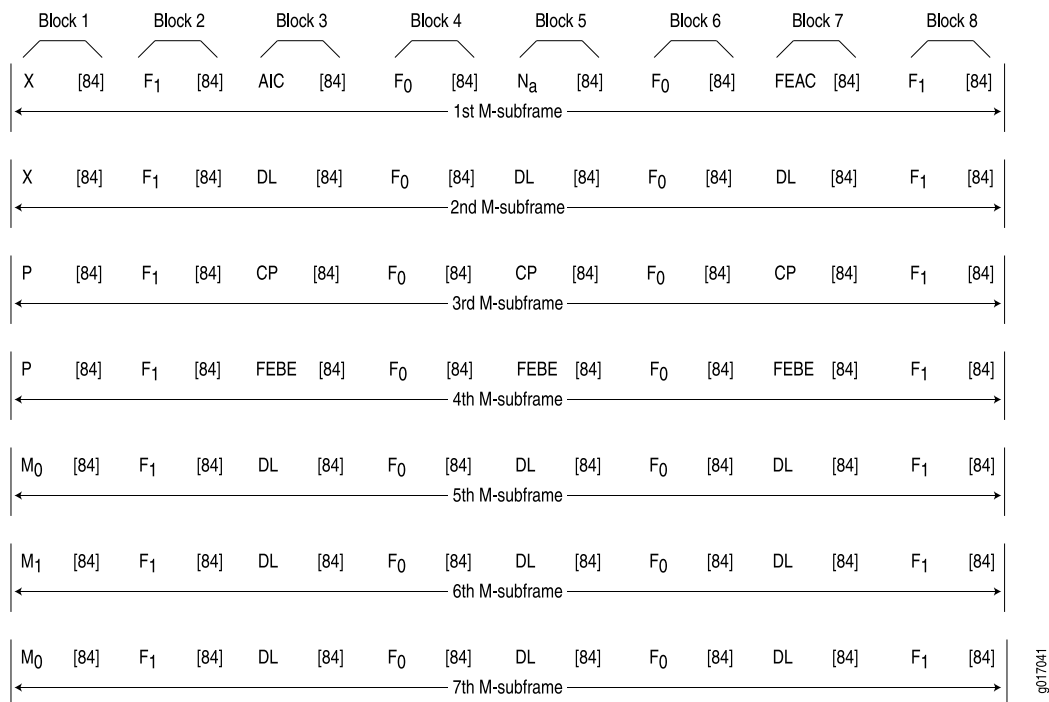 Block 1 Block 2 Block 3 Block 4 Block 5 Block 6 Block 7 Block 8
X [84] F1 [84] AIC [84] F0 [84] Na [84] F0 [84] FEAC [84] F1 [84]
1st M-subframe
X [84] F1 [84] DL [84] F0 [84] DL [84] F0 [84] DL [84] F1 [84]
2nd M-subframe
P [84] F1 [84] CP [84] F0 [84] CP [84] F0 [84] CP [84] F1 [84]
3rd M-subframe
P [84] F1 [84] FEBE [84] F0 [84] FEBE [84] F0 [84] FEBE [84] F1 [84]
4th M-subframe
M0 [84] F1 [84] DL [84] F0 [84] DL [84] F0 [84] DL [84] F1 [84]
5th M-subframe
M1 [84] F1 [84] DL [84] F0 [84] DL [84] F0 [84] DL [84] F1 [84]
6th M-subframe
M0 [84] F1 [84] DL [84] F0 [84] DL [84] F0 [84] DL [84] F1 [84]
7th M-subframe
g017041